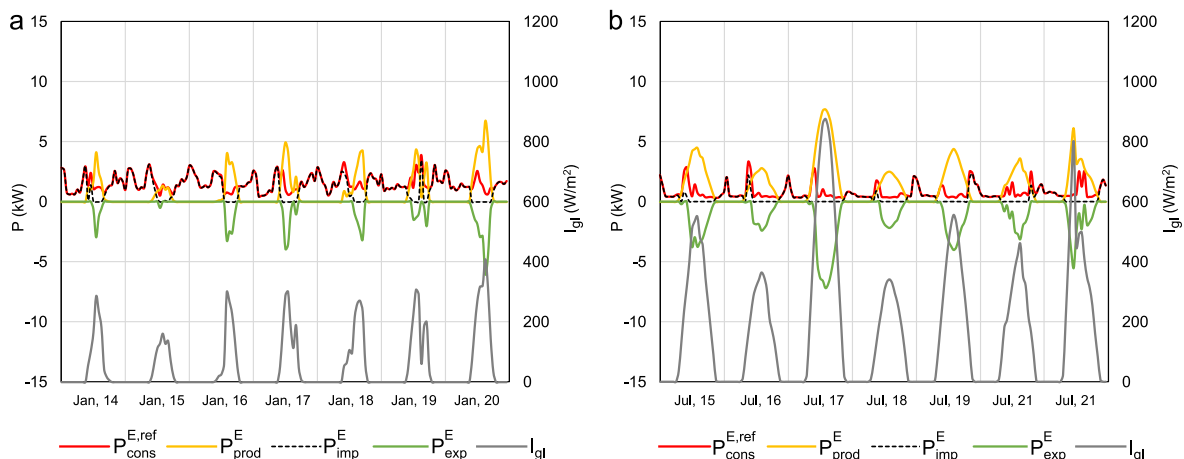 a
15
10
5
0
-5
-10
-15
P (kW)
1200
1000
800
600
400
200
0
I_gl (W/m²)
Jan, 14 Jan, 15 Jan, 16 Jan, 17 Jan, 18 Jan, 19 Jan, 20
P_cons^E,ref P_prod^E P_imp^E P_exp^E I_gl
b
15
10
5
0
-5
-10
-15
P (kW)
1200
1000
800
600
400
200
0
I_gl (W/m²)
Jul, 15 Jul, 16 Jul, 17 Jul, 18 Jul, 19 Jul, 21 Jul, 21
P_cons^E,ref P_prod^E P_imp^E P_exp^E I_gl